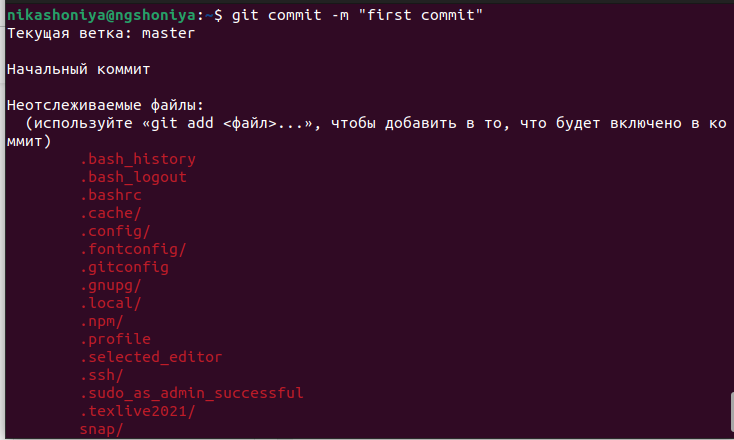 nikashoniya@ngshoniya:~$ git commit -m "first commit"
Текущая ветка: master
Начальный коммит
Неотслеживаемые файлы:
(используйте «git add <файл>...», чтобы добавить в то, что будет включено в ко
ммит)
.bash_history
.bash_logout
.bashrc
.cache/
.config/
.fontconfig/
.gitconfig
.gnupg/
.local/
.npm/
.profile
.selected_editor
.ssh/
.sudo_as_admin_successful
.texlive2021/
snap/